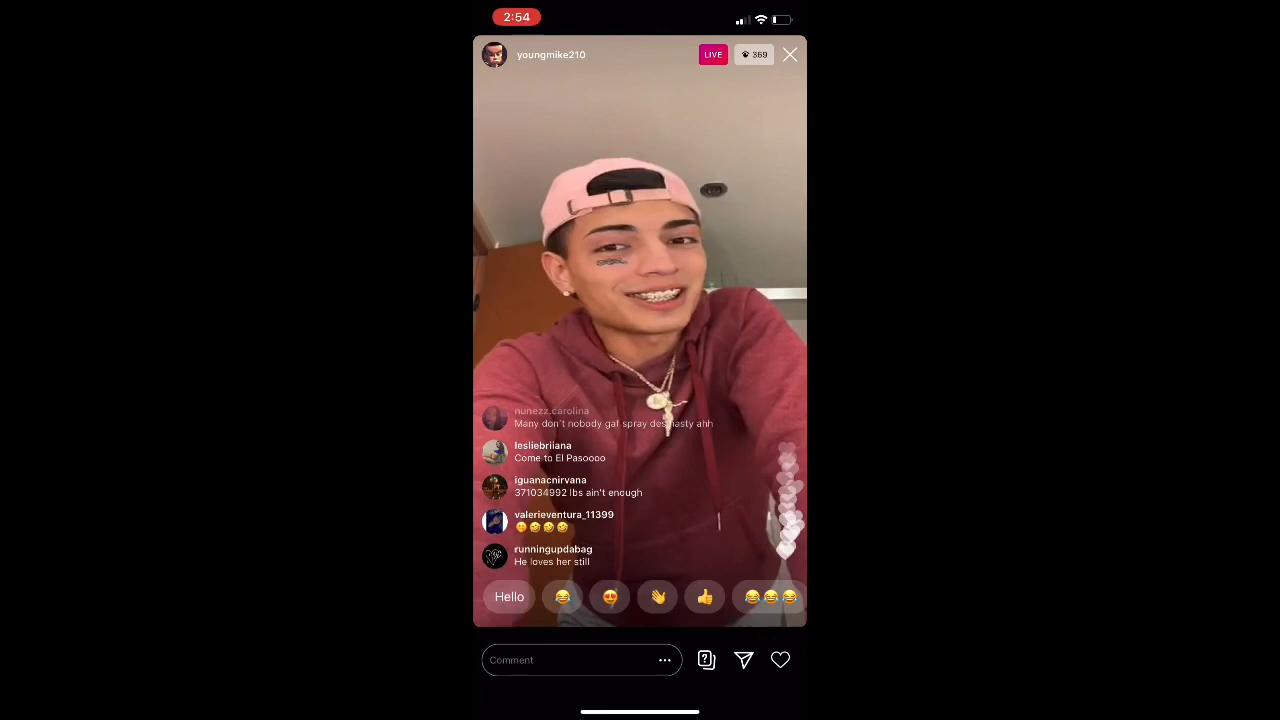 2:54
youngmike210
LIVE
369
nunezz.carolina
Many don't nobody gaf spray des nasty ahh
lesliebriiana
Come to El Pasoooo
iguanacnirvana
371034992 lbs ain't enough
valerieventura_11399
🤭🤣🤣🤣
runningupdabag
He loves her still
Hello 😂 😍 👋 👍 😂😂😂
Comment